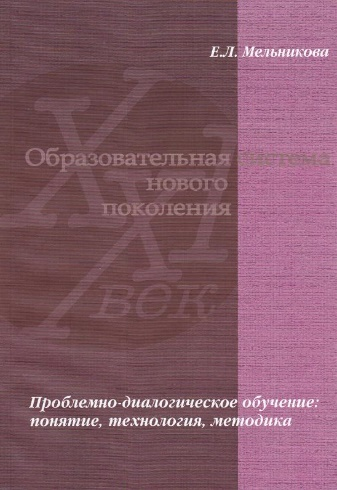 Е.Л. Мельникова
XXI
Образовательная система
нового
поколения
век
Проблемно-диалогическое обучение:
понятие, технология, методика